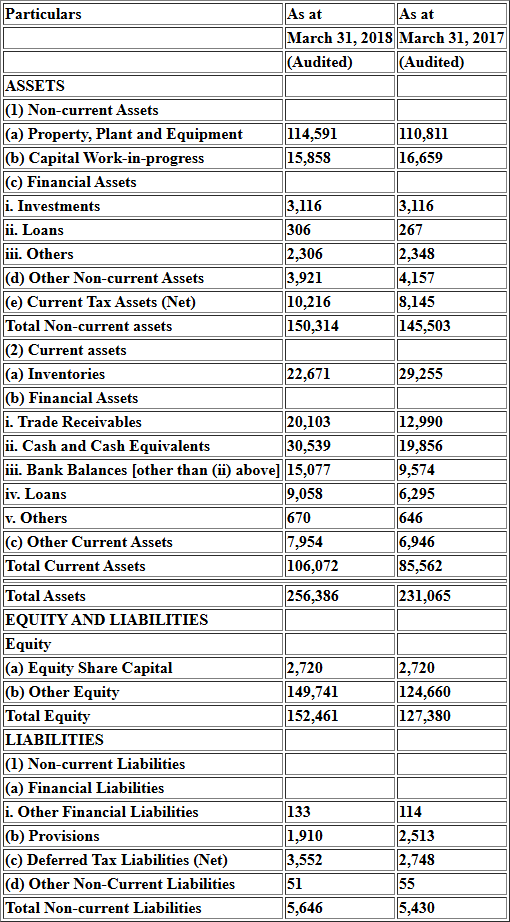 Particulars As at As at
March 31, 2018 March 31, 2017
(Audited) (Audited)
ASSETS
(1) Non-current Assets
(a) Property, Plant and Equipment 114,591 110,811
(b) Capital Work-in-progress 15,858 16,659
(c) Financial Assets
i. Investments 3,116 3,116
ii. Loans 306 267
iii. Others 2,306 2,348
(d) Other Non-current Assets 3,921 4,157
(e) Current Tax Assets (Net) 10,216 8,145
Total Non-current assets 150,314 145,503
(2) Current assets
(a) Inventories 22,671 29,255
(b) Financial Assets
i. Trade Receivables 20,103 12,990
ii. Cash and Cash Equivalents 30,539 19,856
iii. Bank Balances [other than (ii) above] 15,077 9,574
iv. Loans 9,058 6,295
v. Others 670 646
(c) Other Current Assets 7,954 6,946
Total Current Assets 106,072 85,562
Total Assets 256,386 231,065
EQUITY AND LIABILITIES
Equity
(a) Equity Share Capital 2,720 2,720
(b) Other Equity 149,741 124,660
Total Equity 152,461 127,380
LIABILITIES
(1) Non-current Liabilities
(a) Financial Liabilities
i. Other Financial Liabilities 133 114
(b) Provisions 1,910 2,513
(c) Deferred Tax Liabilities (Net) 3,552 2,748
(d) Other Non-Current Liabilities 51 55
Total Non-current Liabilities 5,646 5,430